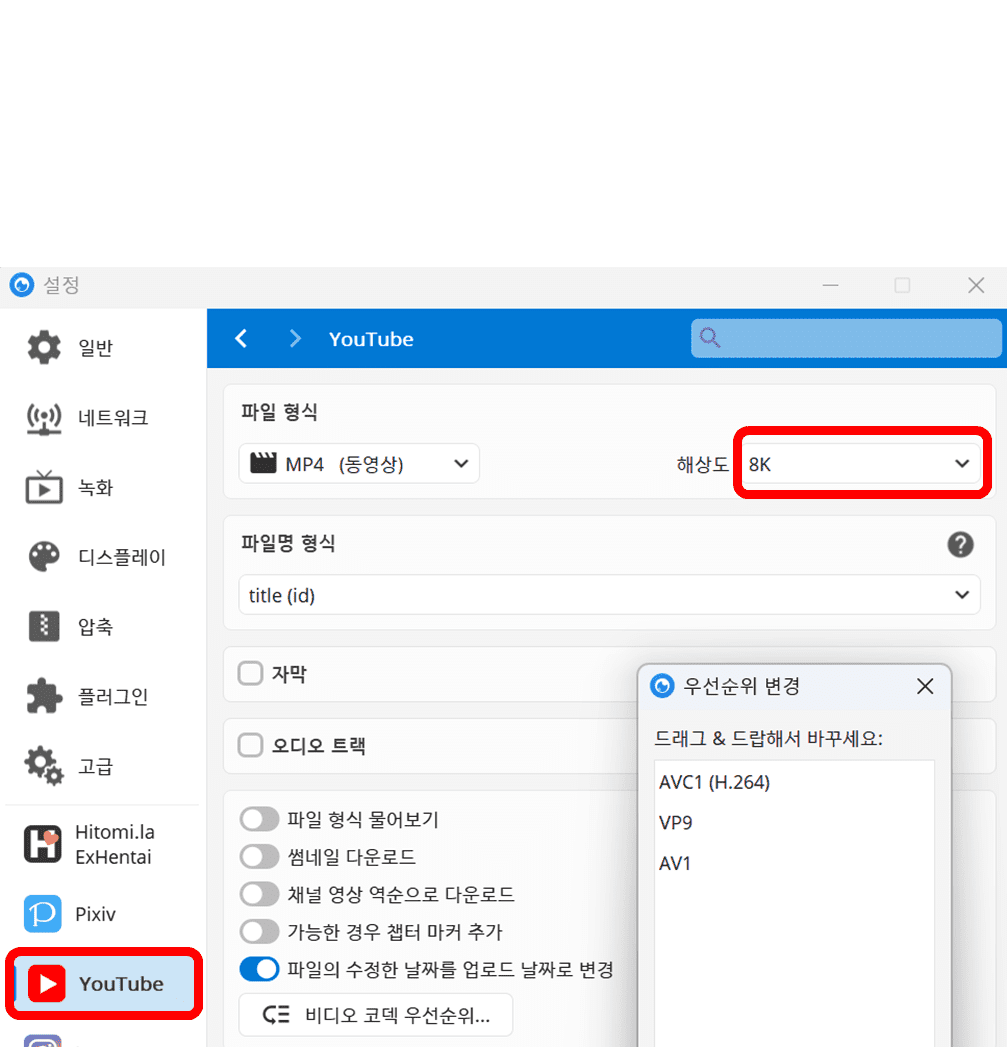 설정
일반
네트워크
녹화
디스플레이
압축
플러그인
고급
Hitomi.la
ExHentai
Pixiv
YouTube
YouTube
파일 형식
MP4 (동영상)
해상도 8K
파일명 형식
title (id)
자막
오디오 트랙
파일 형식 물어보기
썸네일 다운로드
채널 영상 역순으로 다운로드
가능한 경우 챕터 마커 추가
파일의 수정한 날짜를 업로드 날짜로 변경
비디오 코덱 우선순위...
우선순위 변경
드래그 & 드랍해서 바꾸세요:
AVC1 (H.264)
VP9
AV1